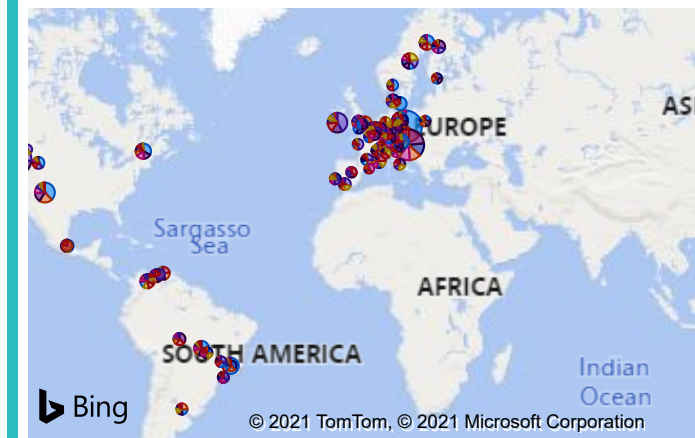 EUROPE
AS
Sargasso
Sea
AFRICA
SOUTH AMERICA
Indian
Ocean
Bing
© 2021 TomTom, © 2021 Microsoft Corporation